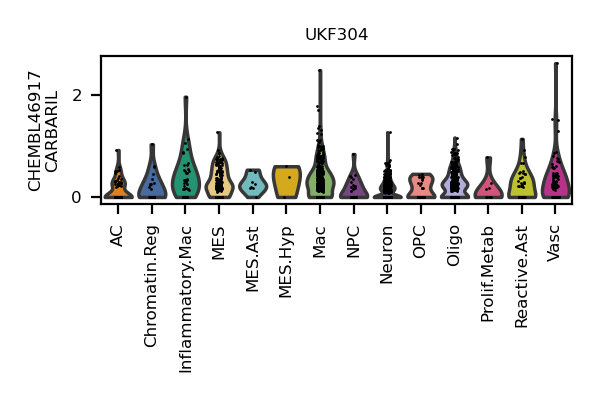 UKF304
CHEMBL46917
CARBARIL
2
0
AC
Chromatin.Reg
Inflammatory.Mac
MES
MES.Ast
MES.Hyp
Mac
NPC
Neuron
OPC
Oligo
Prolif.Metab
Reactive.Ast
Vasc